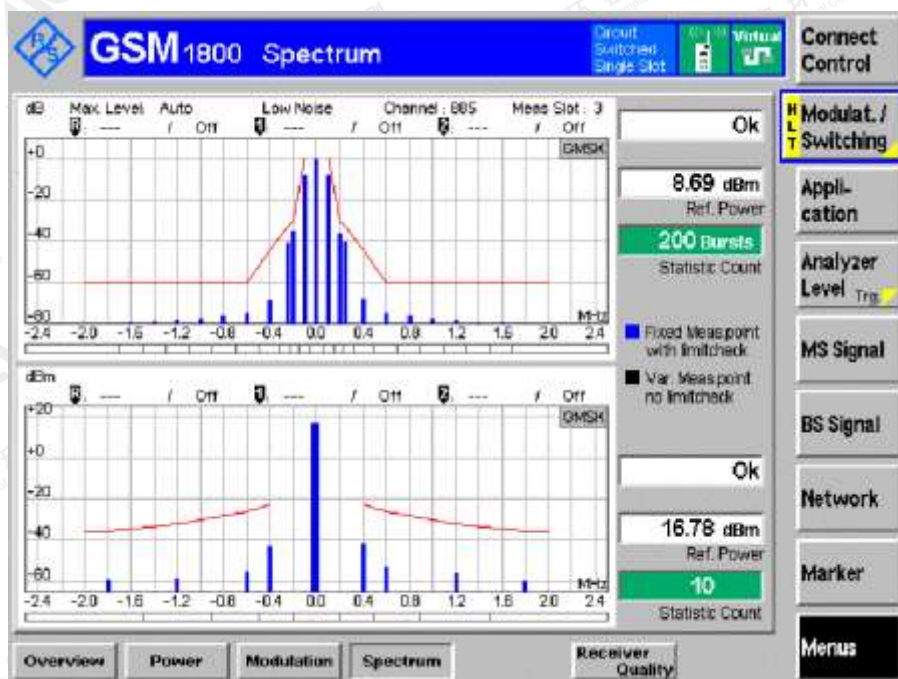 R/S
GSM 1800 Spectrum
Circuit Switched Single Slot
Virtual
Connect Control
dB Max. Level Auto Low Noise Channel : 885 Meas Slot : 3
--- / Off --- / Off --- / Off
GMSK
+0
-20
-40
-60
-80
MHz
-2.4 -2.0 -1.6 -1.2 -0.8 -0.4 0.0 0.4 0.8 1.2 1.6 2.0 2.4
Ok
8.69 dBm
Ref. Power
200 Bursts
Statistic Count
Fixed Meas.point
with limitcheck
Var. Meas.point
no limitcheck
dBm
--- / Off --- / Off --- / Off
GMSK
+20
+0
-20
-40
-60
MHz
-2.4 -2.0 -1.6 -1.2 -0.8 -0.4 0.0 0.4 0.8 1.2 1.6 2.0 2.4
Ok
16.78 dBm
Ref. Power
10
Statistic Count
HLT
Modulat. /
Switching
Appli-
cation
Analyzer
Level Trg.
MS Signal
BS Signal
Network
Marker
Menus
Overview Power Modulation Spectrum Receiver Quality